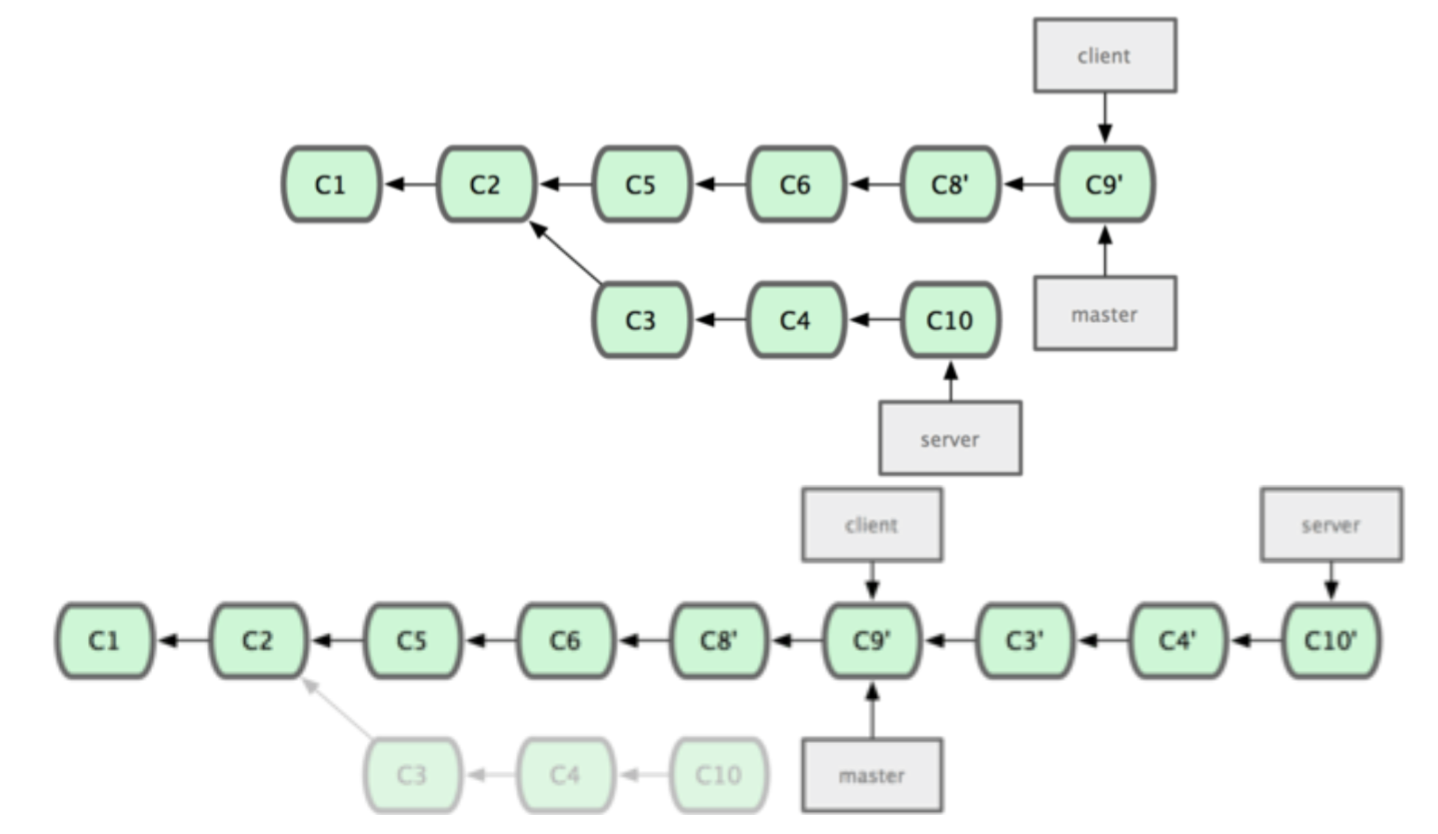 client
C1 C2 C5 C6 C8' C9'
C3 C4 C10 master
server
client server
C1 C2 C5 C6 C8' C9' C3' C4' C10'
C3 C4 C10 master